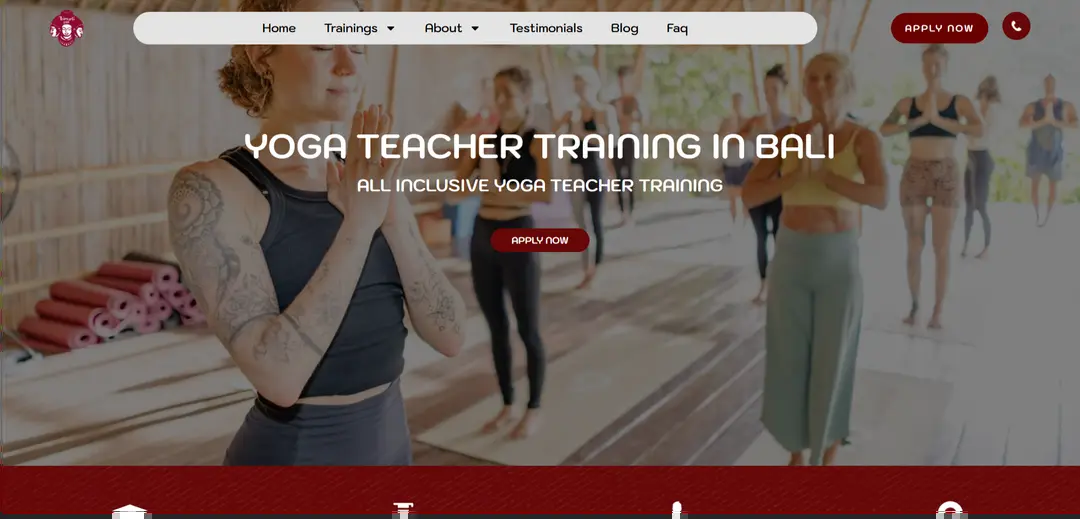 Home
Trainings
About
Testimonials
Blog
Faq
APPLY NOW
YOGA TEACHER TRAINING IN BALI
ALL INCLUSIVE YOGA TEACHER TRAINING
APPLY NOW